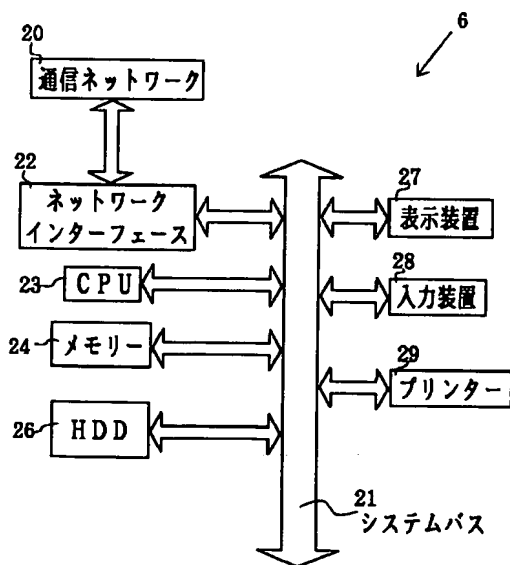 6
20
通信ネットワーク
22
ネットワーク
インターフェース
23
CPU
24
メモリー
26
HDD
27
表示装置
28
入力装置
29
プリンター
21
システムバス